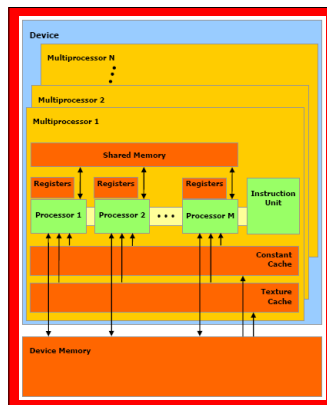 Device
Multiprocessor N
Multiprocessor 2
Multiprocessor 1
Shared Memory
Registers Registers Registers
Processor 1 Processor 2 ••• Processor M
Instruction
Unit
Constant
Cache
Texture
Cache
Device Memory